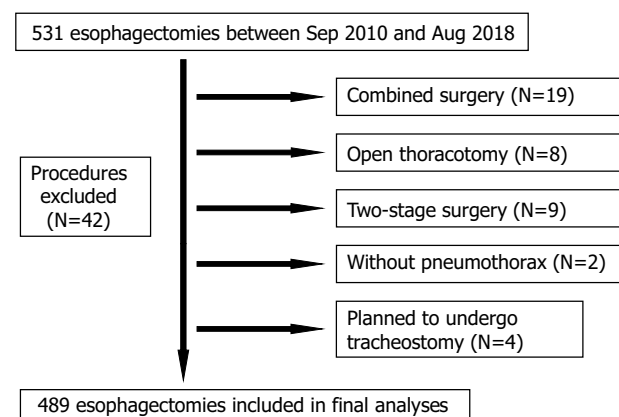 531 esophagectomies between Sep 2010 and Aug 2018
Combined surgery (N=19)
Open thoracotomy (N=8)
Procedures
excluded
(N=42)
Two-stage surgery (N=9)
Without pneumothorax (N=2)
Planned to undergo
tracheostomy (N=4)
489 esophagectomies included in final analyses